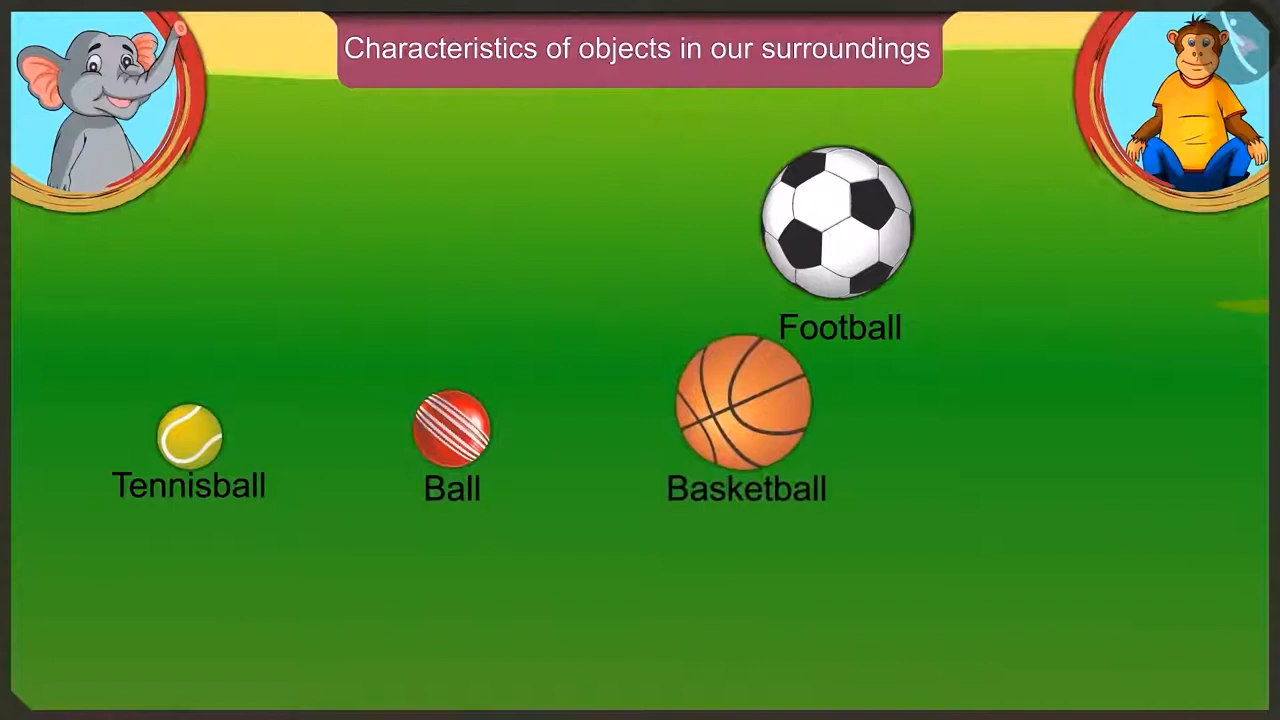 Characteristics of objects in our surroundings
Football
Tennisball
Ball
Basketball